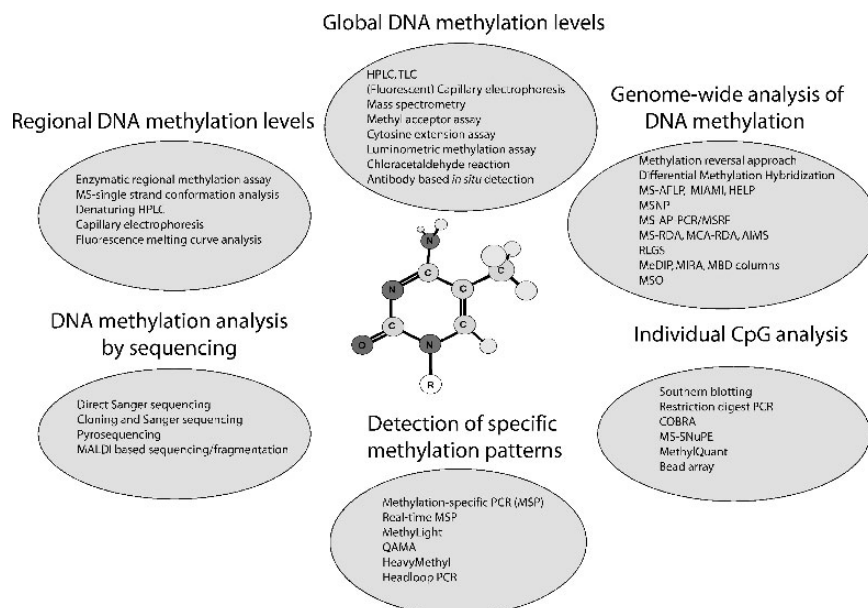 Global DNA methylation levels
HPLC, TLC
(Fluorescent) Capillary electrophoresis
Mass spectrometry
Methyl acceptor assay
Cytosine extension assay
Luminometric methylation assay
Chloracetaldehyde reaction
Antibody based in situ detection
Regional DNA methylation levels
Enzymatic regional methylation assay
MS-single strand conformation analysis
Denaturing HPLC
Capillary electrophoresis
Fluorescence melting curve analysis
Genome-wide analysis of
DNA methylation
Methylation reversal approach
Differential Methylation Hybridization
MS-AFLP, MIAMI, HELP
MSNP
MS-AP-PCR/MSRF
MS-RDA, MCA-RDA, AIMS
RLGS
MeDIP, MIRA, MBD columns
MSO
N
C
C
N
C
C
C
O
N
R
DNA methylation analysis
by sequencing
Direct Sanger sequencing
Cloning and Sanger sequencing
Pyrosequencing
MALDI based sequencing/fragmentation
Individual CpG analysis
Southern blotting
Restriction digest PCR
COBRA
MS-SNuPE
MethylQuant
Bead array
Detection of specific
methylation patterns
Methylation-specific PCR (MSP)
Real-time MSP
MethyLight
QAMA
HeavyMethyl
Headloop PCR